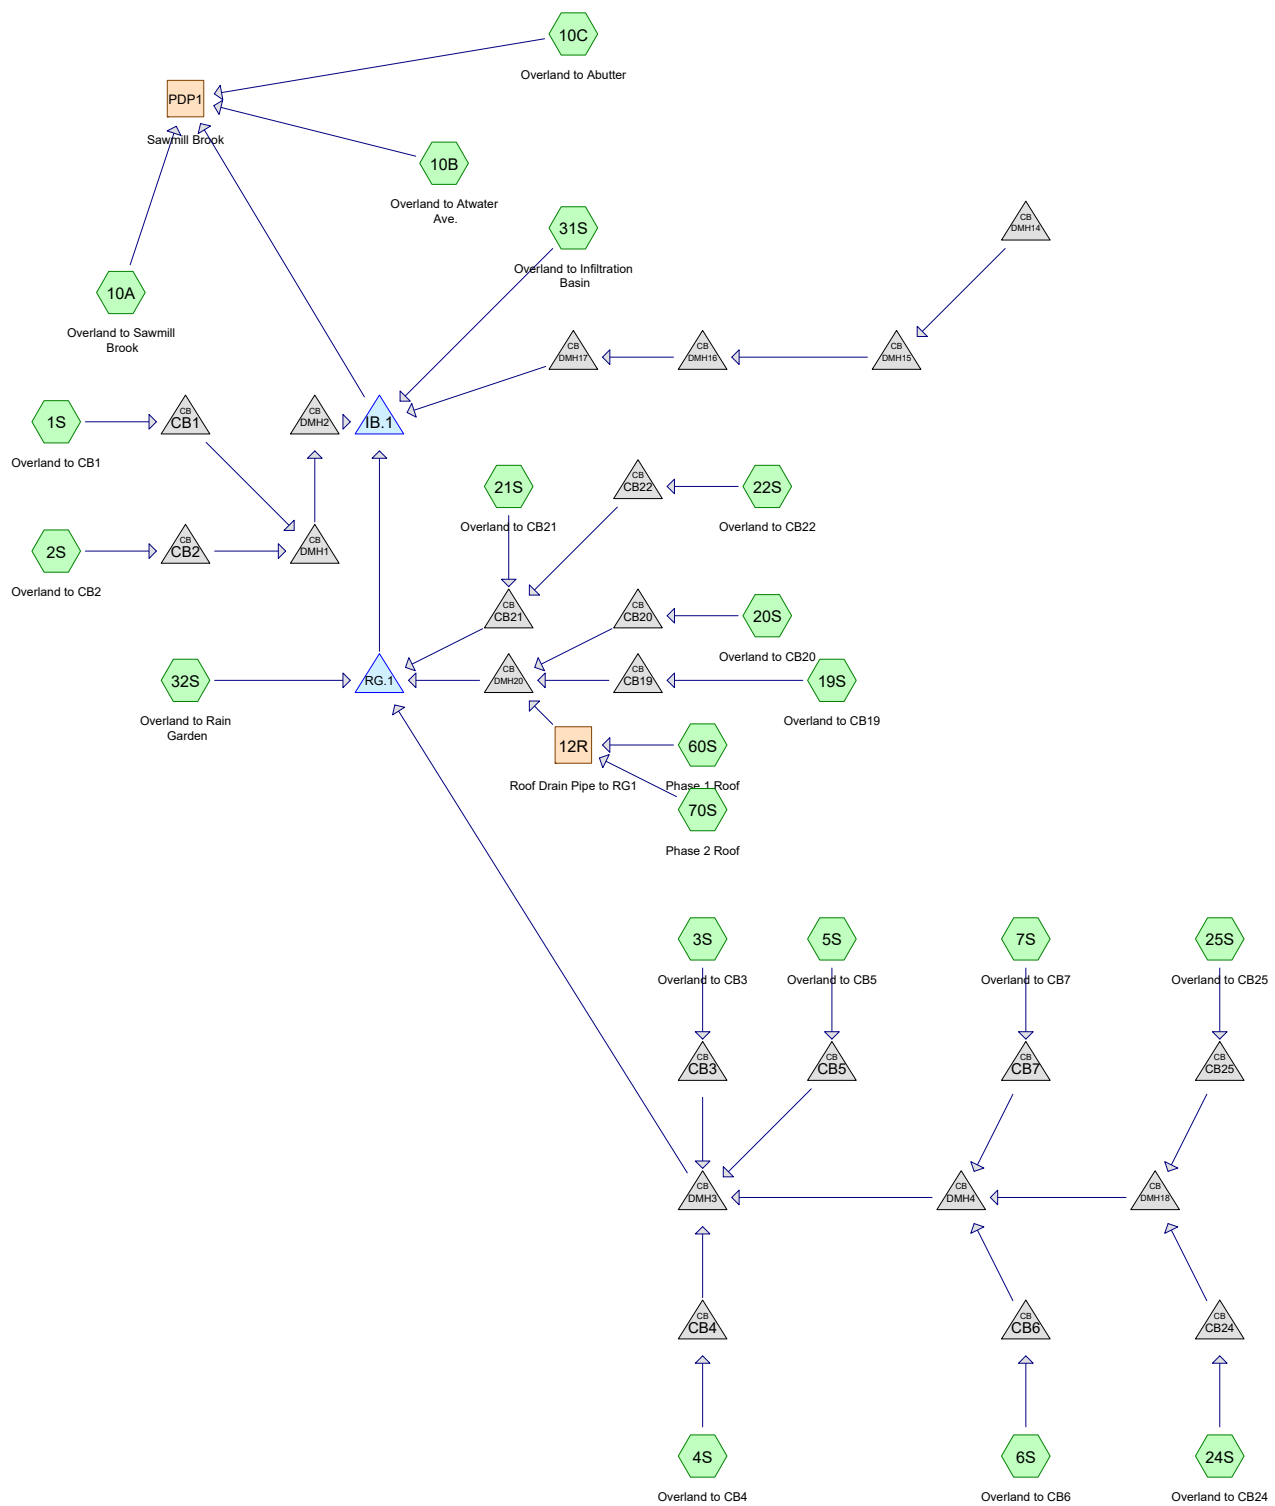 10C
Overland to Abutter
PDP1
Sawmill Brook
10B
Overland to Atwater
Ave.
31S
Overland to Infiltration
Basin
CB
DMH14
10A
Overland to Sawmill
Brook
CB
DMH17
CB
DMH16
CB
DMH15
1S
Overland to CB1
CB
CB1
CB
DMH2
IB.1
21S
Overland to CB21
CB
CB22
22S
Overland to CB22
2S
Overland to CB2
CB
CB2
CB
DMH1
CB
CB21
CB
CB20
20S
Overland to CB20
32S
Overland to Rain
Garden
RG.1
CB
DMH20
CB
CB19
19S
Overland to CB19
12R
Roof Drain Pipe to RG1
60S
Phase 1 Roof
70S
Phase 2 Roof
3S
Overland to CB3
5S
Overland to CB5
7S
Overland to CB7
25S
Overland to CB25
CB
CB3
CB
CB5
CB
CB7
CB
CB25
CB
DMH3
CB
DMH4
CB
DMH18
CB
CB4
CB
CB6
CB
CB24
4S
Overland to CB4
6S
Overland to CB6
24S
Overland to CB24